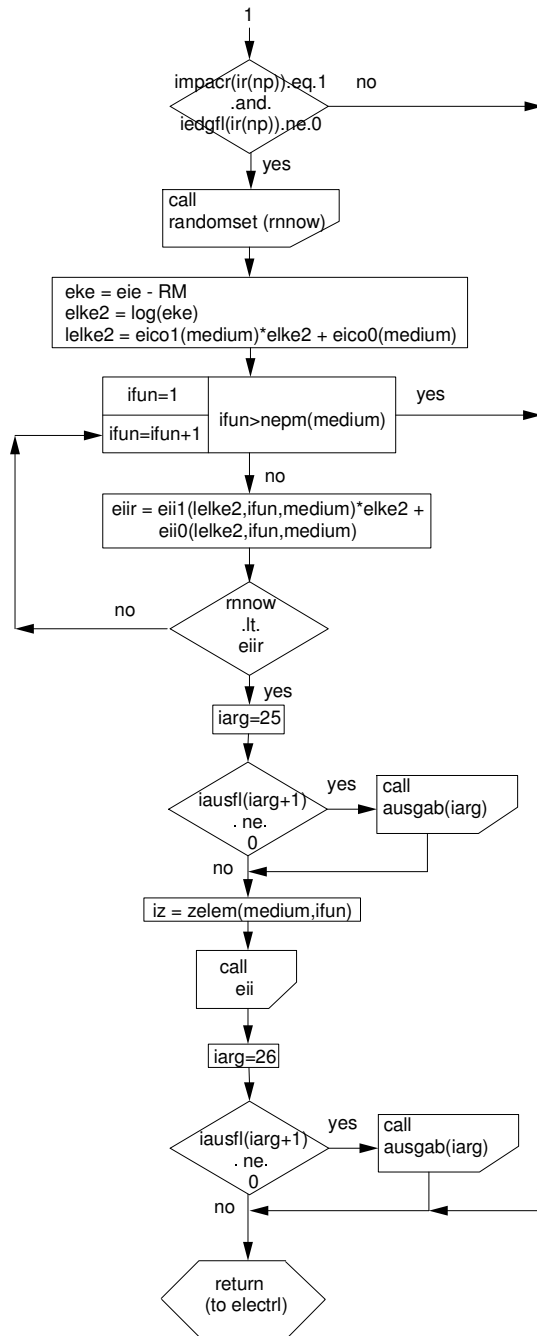 1
impacr(ir(np)).eq.1
.and.
iedgfl(ir(np)).ne.0
no
yes
call
randomset (rnnow)
eke = eie - RM
elke2 = log(eke)
lelke2 = eico1(medium)*elke2 + eico0(medium)
ifun=1
ifun=ifun+1
ifun>nepm(medium)
yes
no
eiir = eii1(lelke2,ifun,medium)*elke2 +
eii0(lelke2,ifun,medium)
no
rnnow
.lt.
eiir
yes
iarg=25
iausfl(iarg+1)
. ne.
0
yes
call
ausgab(iarg)
no
iz = zelem(medium,ifun)
call
eii
iarg=26
iausfl(iarg+1)
. ne.
0
yes
call
ausgab(iarg)
no
return
(to electrl)